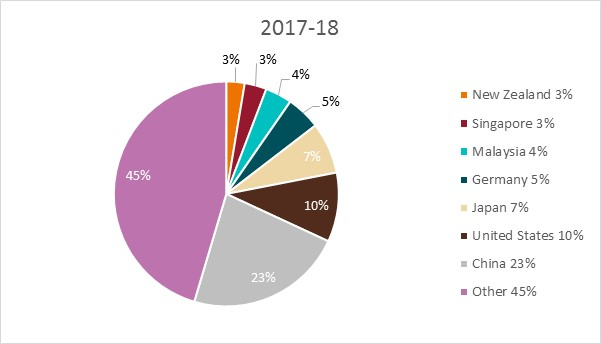 2017-18
3%
3%
4%
5%
7%
10%
23%
45%
New Zealand 3%
Singapore 3%
Malaysia 4%
Germany 5%
Japan 7%
United States 10%
China 23%
Other 45%